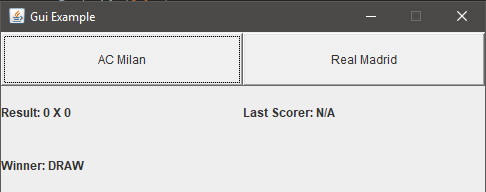 Gui Example
AC Milan
Real Madrid
Result: 0 X 0
Last Scorer: N/A
Winner: DRAW